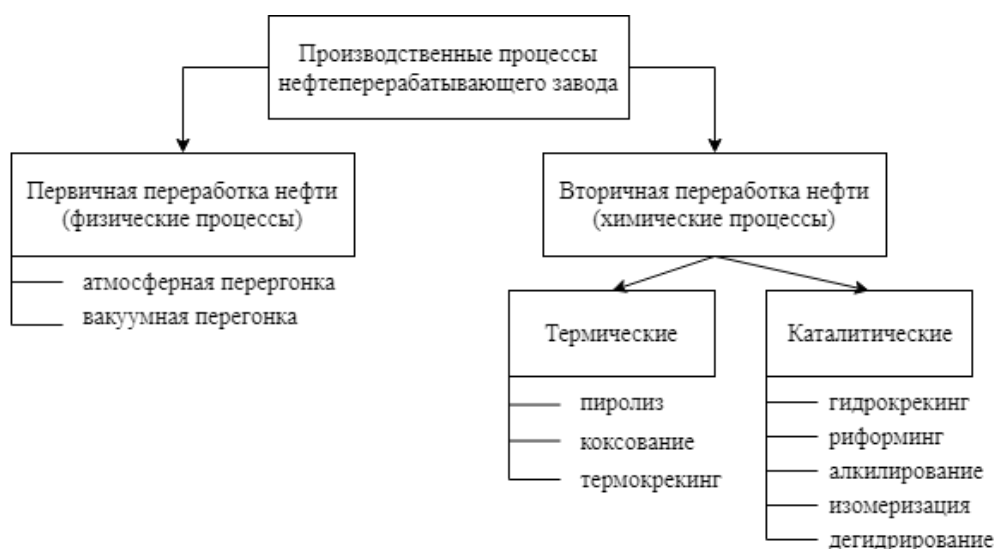 Производственные процессы
нефтеперерабатывающего завода
Первичная переработка нефти
(физические процессы)
атмосферная перергонка
вакуумная перегонка
Вторичная переработка нефти
(химические процессы)
Термические
пиролиз
коксование
термокрекинг
Каталитические
гидрокрекинг
риформинг
алкилирование
изомеризация
дегидрирование